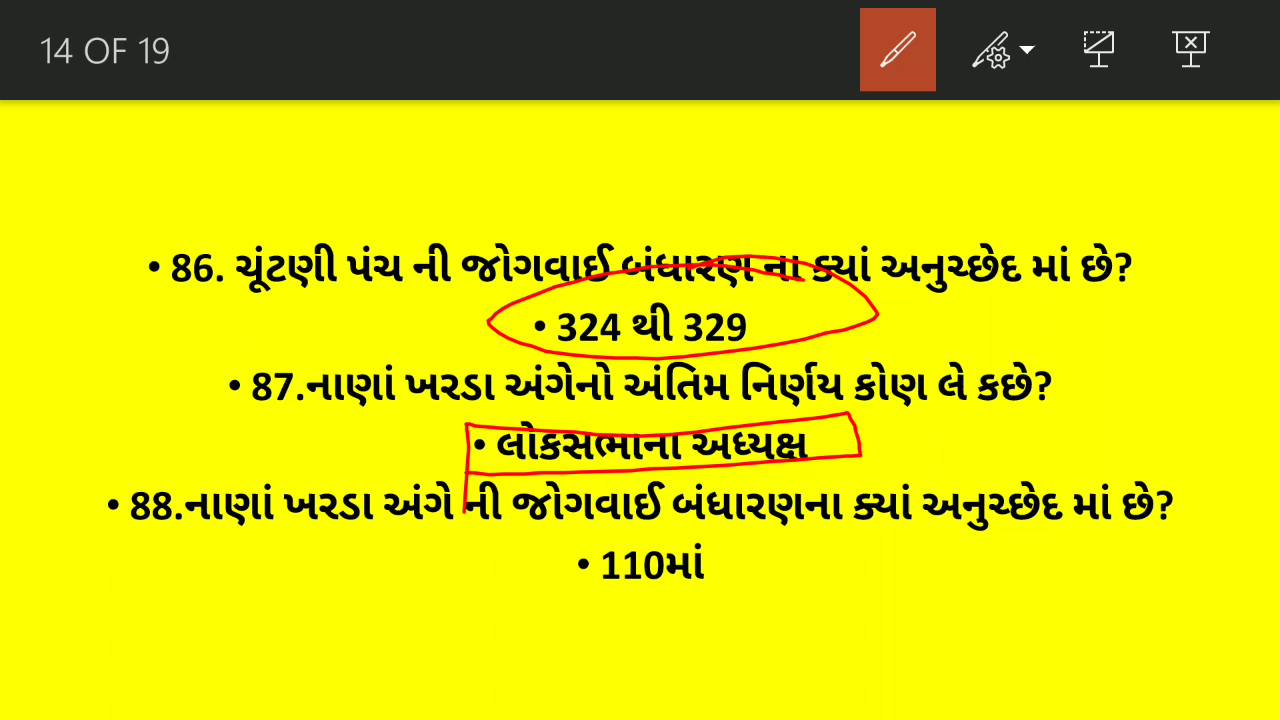 14 OF 19
• 86. ચૂંટણી પંચ ની જોગવાઈ બંધારણ ના ક્યાં અનુચ્છેદ માં છે?
• 324 થી 329
• 87.નાણાં ખરડા અંગેનો અંતિમ નિર્ણય કોણ લે કછે?
• લોકસભાના અધ્યક્ષ
• 88.નાણાં ખરડા અંગે ની જોગવાઈ બંધારણના ક્યાં અનુચ્છેદ માં છે?
• 110માં